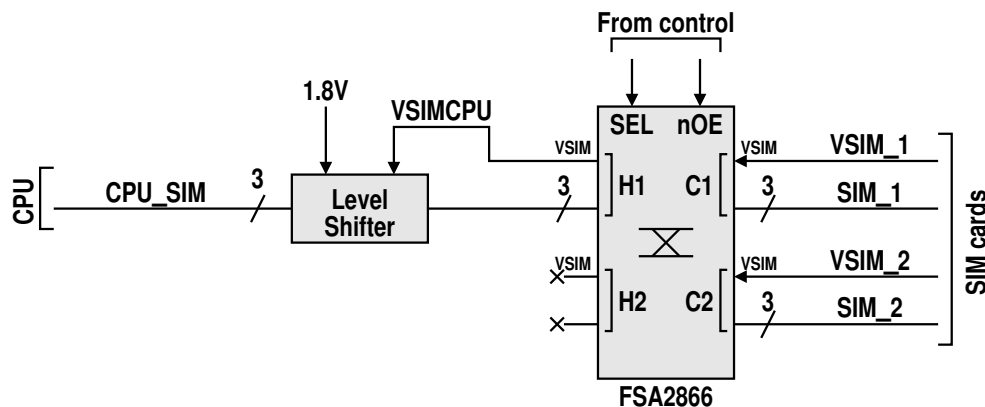 From control
1.8V
VSIMCPU
SEL nOE
VSIM
VSIM
VSIM_1
CPU
CPU_SIM
3
Level
Shifter
3
H1
C1
3
SIM_1
SIM cards
VSIM
VSIM
VSIM_2
H2
C2
3
SIM_2
FSA2866